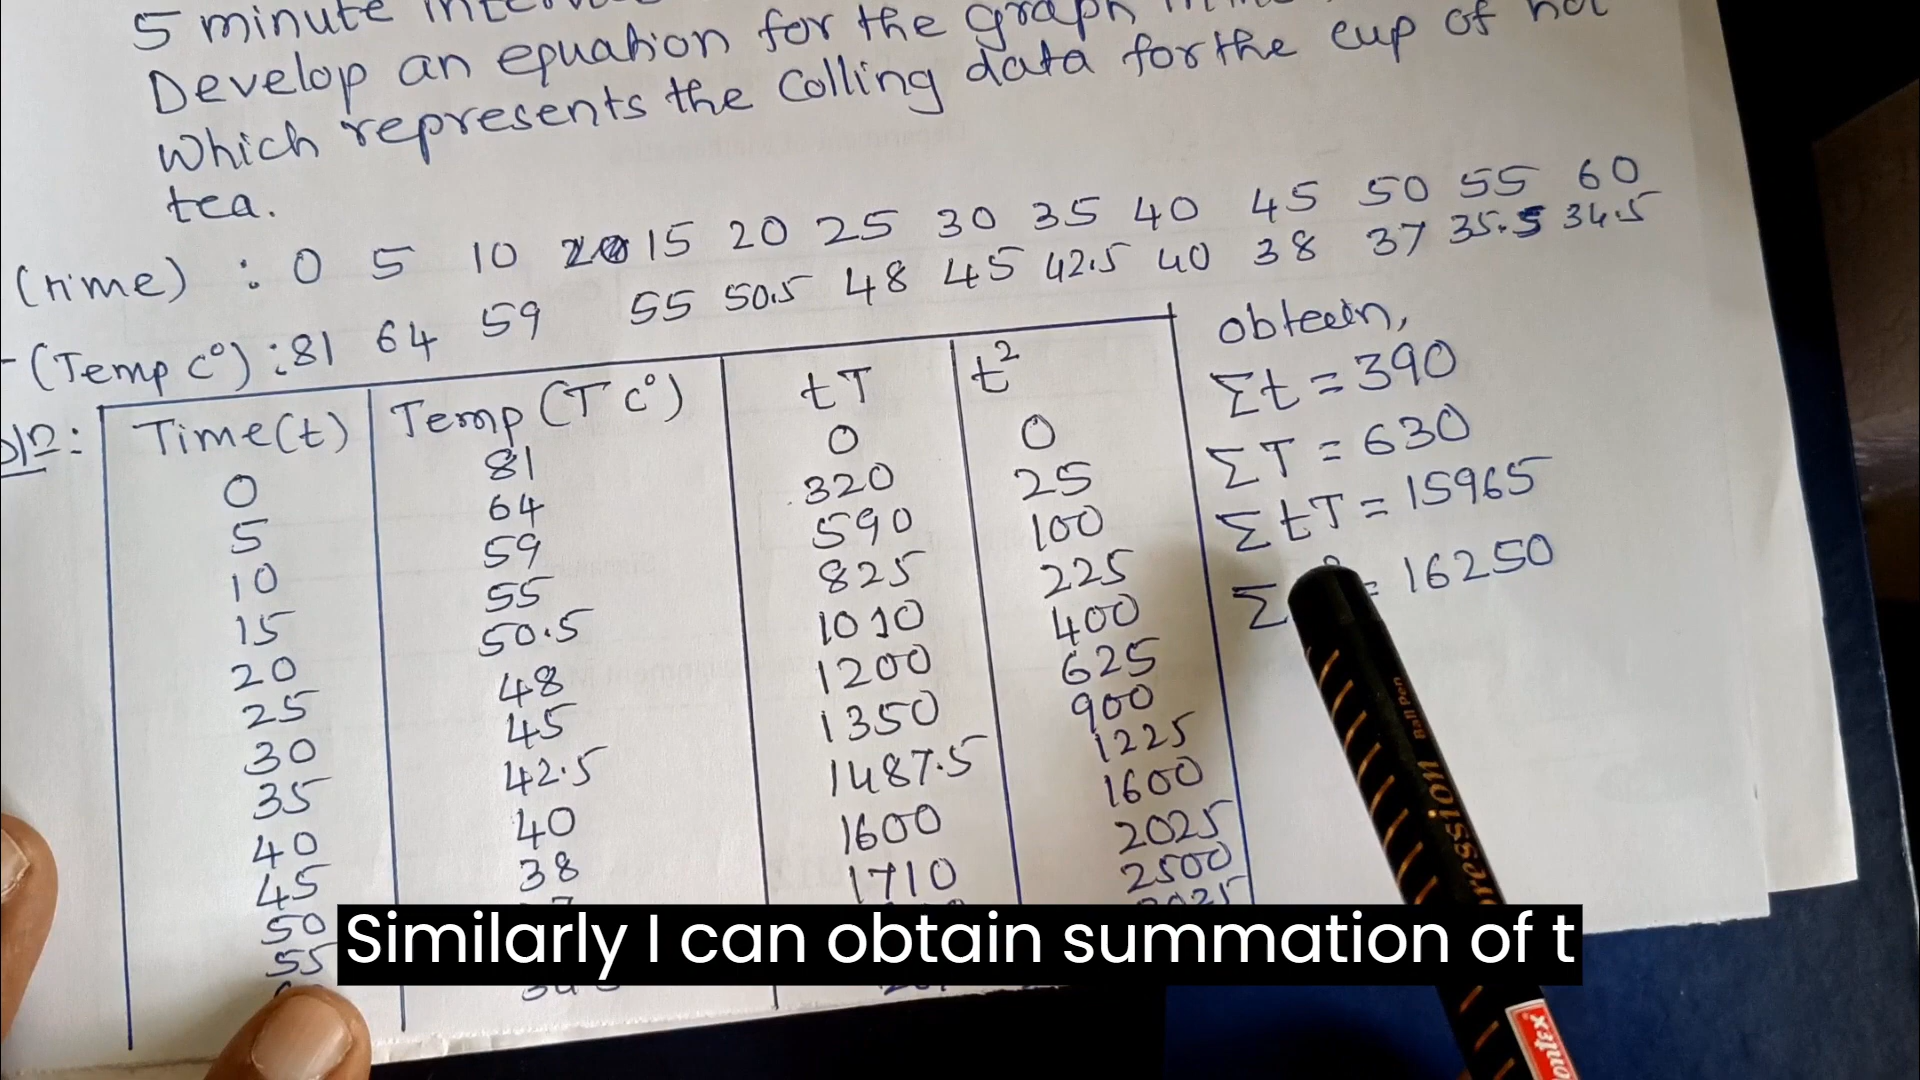 5 minute
Develop an equation for the graph
which represents the colling data for the cup of hot
tea.
(Time) : 0 5 10 15 20 25 30 35 40 45 50 55 60
(Temp c°) : 81 64 59 55 50.5 48 45 42.5 40 38 37 35.5 34.5
Time(t) Temp (T c°) tT t² obtain,
0 81 0 0 Σt = 390
5 64 320 25 ΣT = 630
10 59 590 100 ΣtT = 15965
15 55 825 225 Σ = 16250
20 50.5 1010 400
25 48 1200 625
30 45 1350 900
35 42.5 1487.5 1225
40 40 1600 1600
45 38 1710 2025
50 2500
55
Similarly I can obtain summation of t
ression Ball Pen